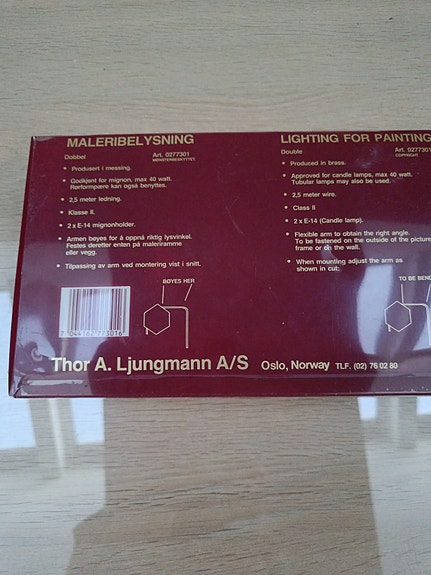 MALERIBELYSNING
Dobbel
Art. 0277301
MØNSTERBESKYTTET
• Produsert i messing.
• Godkjent for mignon, max 40 watt.
Rørformpære kan også benyttes.
• 2,5 meter ledning.
• Klasse II.
• 2 x E-14 mignonholder.
• Armen bøyes for å oppnå riktig lysvinkel.
Festes deretter enten på maleriramme
eller vegg.
• Tilpasning av arm ved montering vist i snitt.
BØYES HER
LIGHTING FOR PAINTING
Double
Art. 0277301
COPYRIGHT
• Produced in brass.
• Approved for candle lamps, max 40 watt.
Tubular lamps may also be used.
• 2,5 meter wire.
• Class II
• 2 x E-14 (Candle lamp).
• Flexible arm to obtain the right angle.
To be fastened on the outside of the picture
frame or on the wall.
• When mounting adjust the arm as
shown in cut:
TO BE BEND
Thor A. Ljungmann A/S Oslo, Norway TLF. (02) 76 02 80